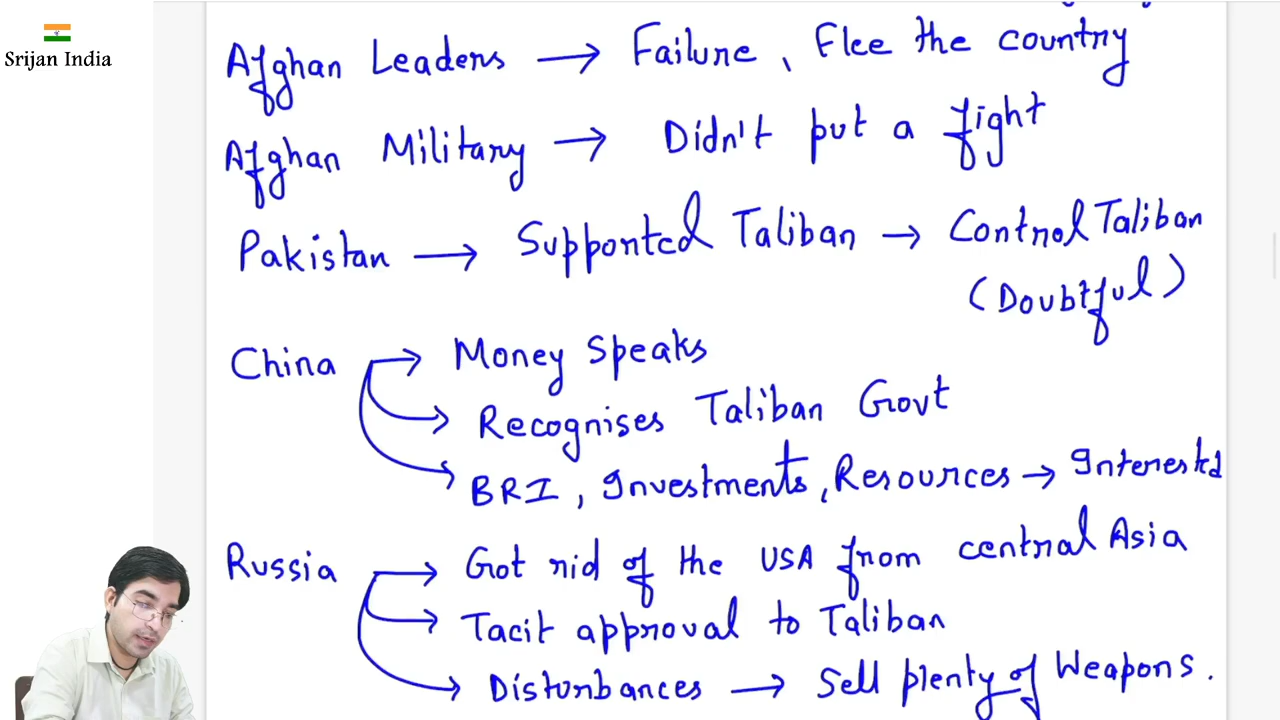 Srijan India
Afghan Leaders → Failure, Flee the country
Afghan Military → Didn't put a fight
Pakistan → Supported Taliban → Control Taliban
(Doubtful)
China → Money Speaks
→ Recognises Taliban Govt
→ BRI, Investments, Resources → Interested
Russia → Got rid of the USA from central Asia
→ Tacit approval to Taliban
→ Disturbances → Sell plenty of Weapons.